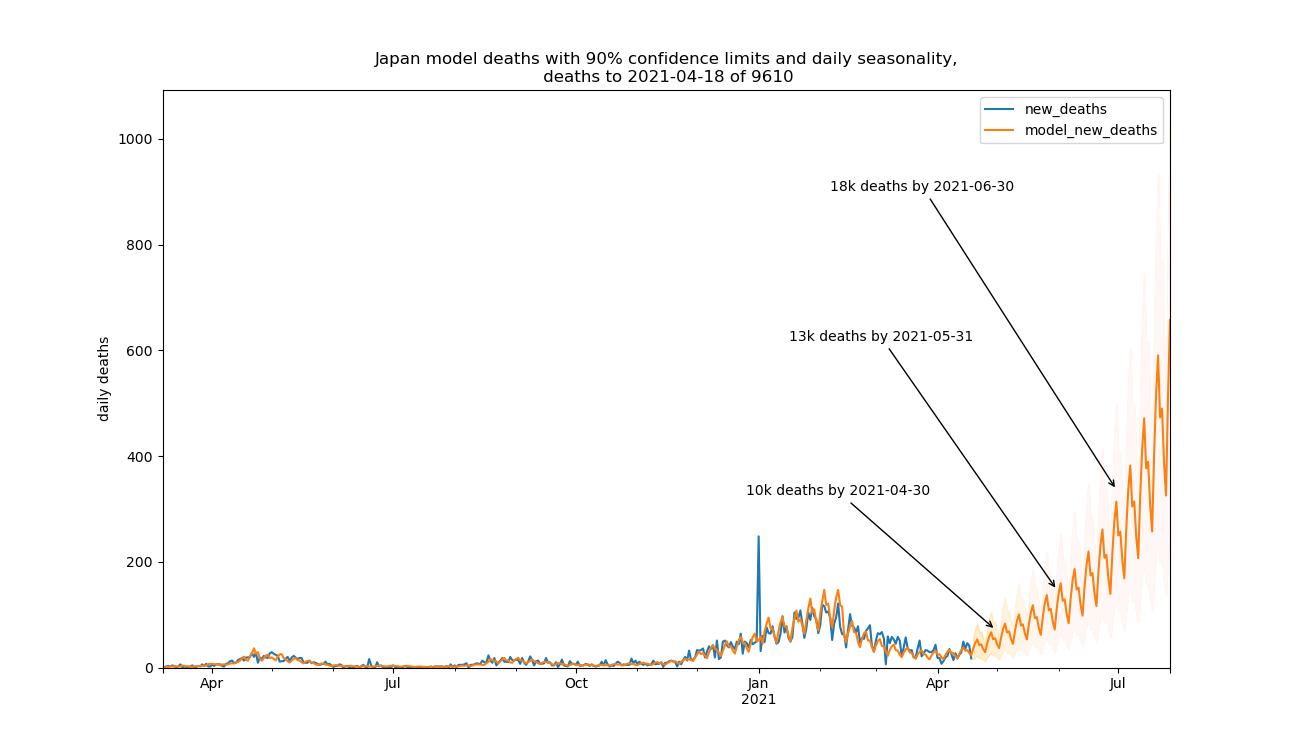 Japan model deaths with 90% confidence limits and daily seasonality,
deaths to 2021-04-18 of 9610
new_deaths
model_new_deaths
1000
800
600
400
200
0
daily deaths
18k deaths by 2021-06-30
13k deaths by 2021-05-31
10k deaths by 2021-04-30
Apr
Jul
Oct
Jan
2021
Apr
Jul